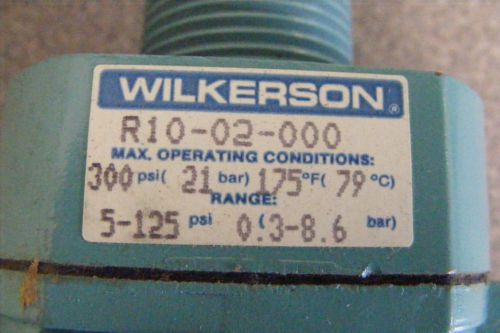 WILKERSON®
R10-02-000
MAX. OPERATING CONDITIONS:
300 psi( 21 bar) 175°F( 79 °C)
RANGE:
5-125 psi ( 0.3-8.6 bar)